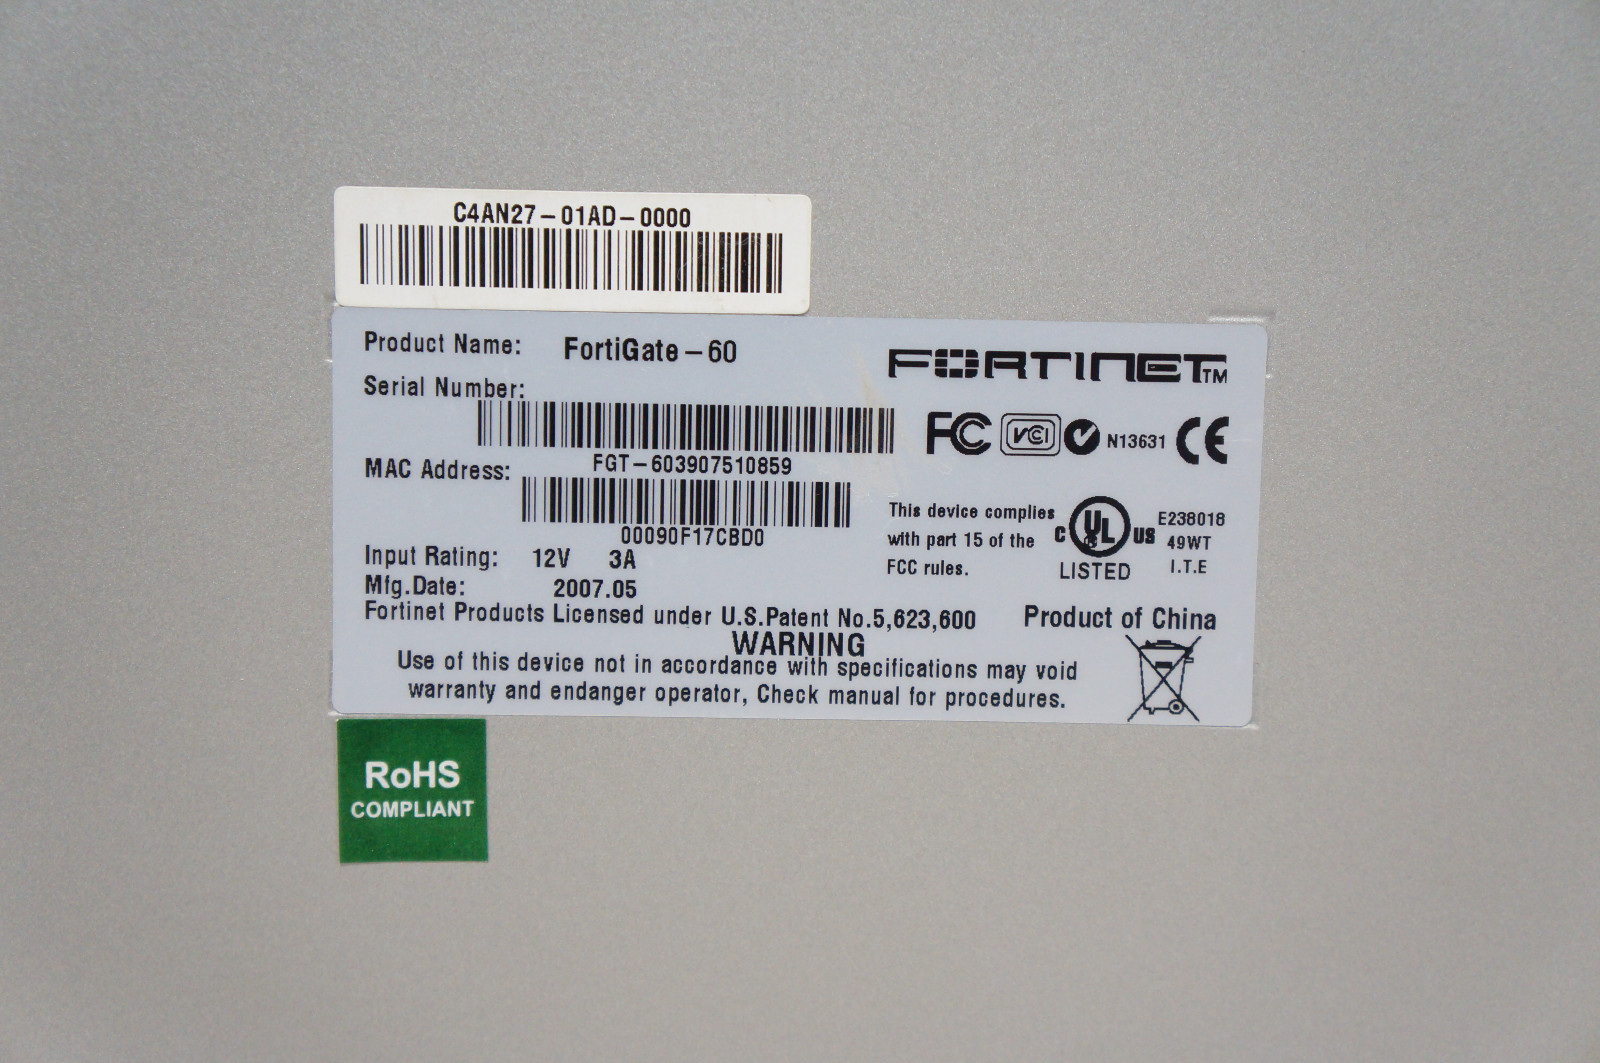 C4AN27-01AD-0000
Product Name: FortiGate-60
FORTINET TM
Serial Number:
FGT-603907510859
FC VCI N13631 CE
MAC Address:
00090F17CBD0
This device complies
with part 15 of the
FCC rules.
C UL US
LISTED
E238018
49WT
I.T.E
Input Rating: 12V 3A
Mfg.Date: 2007.05
Fortinet Products Licensed under U.S.Patent No.5,623,600
Product of China
WARNING
Use of this device not in accordance with specifications may void
warranty and endanger operator, Check manual for procedures.
RoHS
COMPLIANT